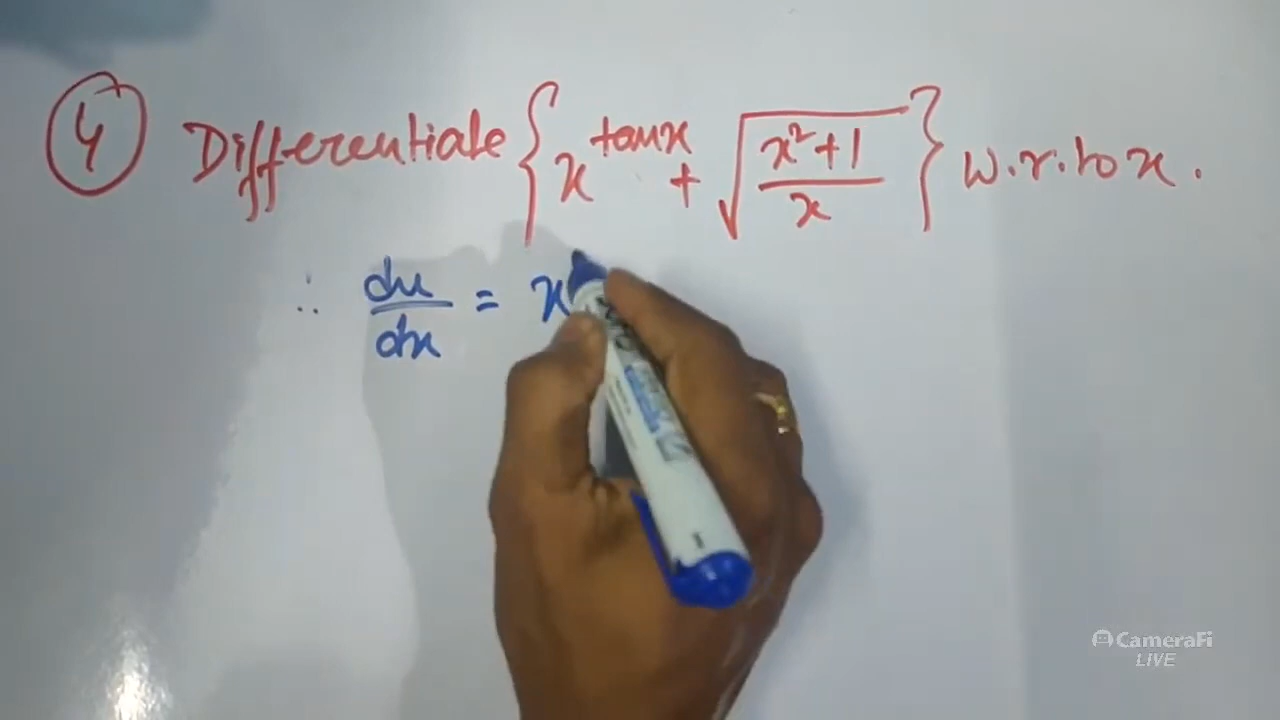 4 Differentiate { x^tanx + √((x²+1)/x) } w.r.to x.
∴ du/dx = x
CameraFi
LIVE